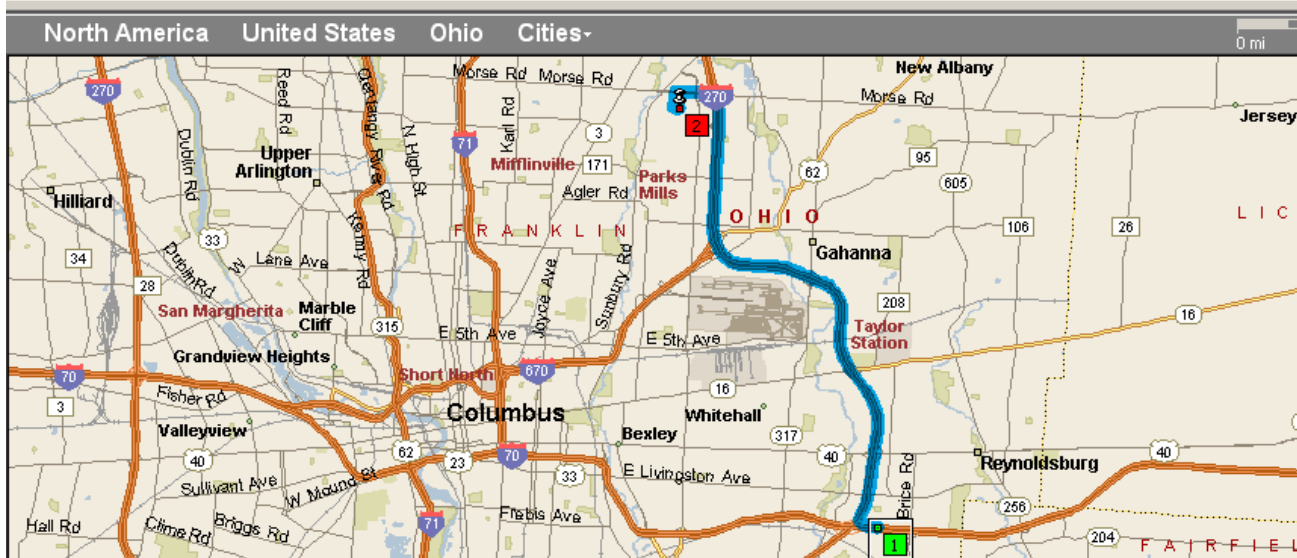 North America United States Ohio Cities
0 mi
Morse Rd Morse Rd
New Albany
270
Reed Rd
Olentangy River Rd
N High St
Karl Rd
3
270
Morse Rd
Jersey
Dublin Rd
71
2
Upper
Arlington
Mifflinville
171
Parks
Mills
62
95
605
Hilliard
Agler Rd
OHIO
LIC
33
Kenny Rd
FRANKLIN
106
26
34
Dublin Rd
W Lane Ave
Gahanna
28
Joyce Ave
Sunbury Rd
208
San Margherita
Marble
Cliff
315
E 5th Ave
E 5th Ave
Taylor
Station
16
Grandview Heights
70
Short North
670
16
Fisher Rd
3
Columbus
Whitehall
Valleyview
Bexley
317
62
23
70
40
Reynoldsburg
40
40
33
E Livingston Ave
Brice Rd
Sullivant Ave
W Mound St
256
Hall Rd
Clime Rd
Briggs Rd
71
Frebis Ave
1
204
FAIRFIEL